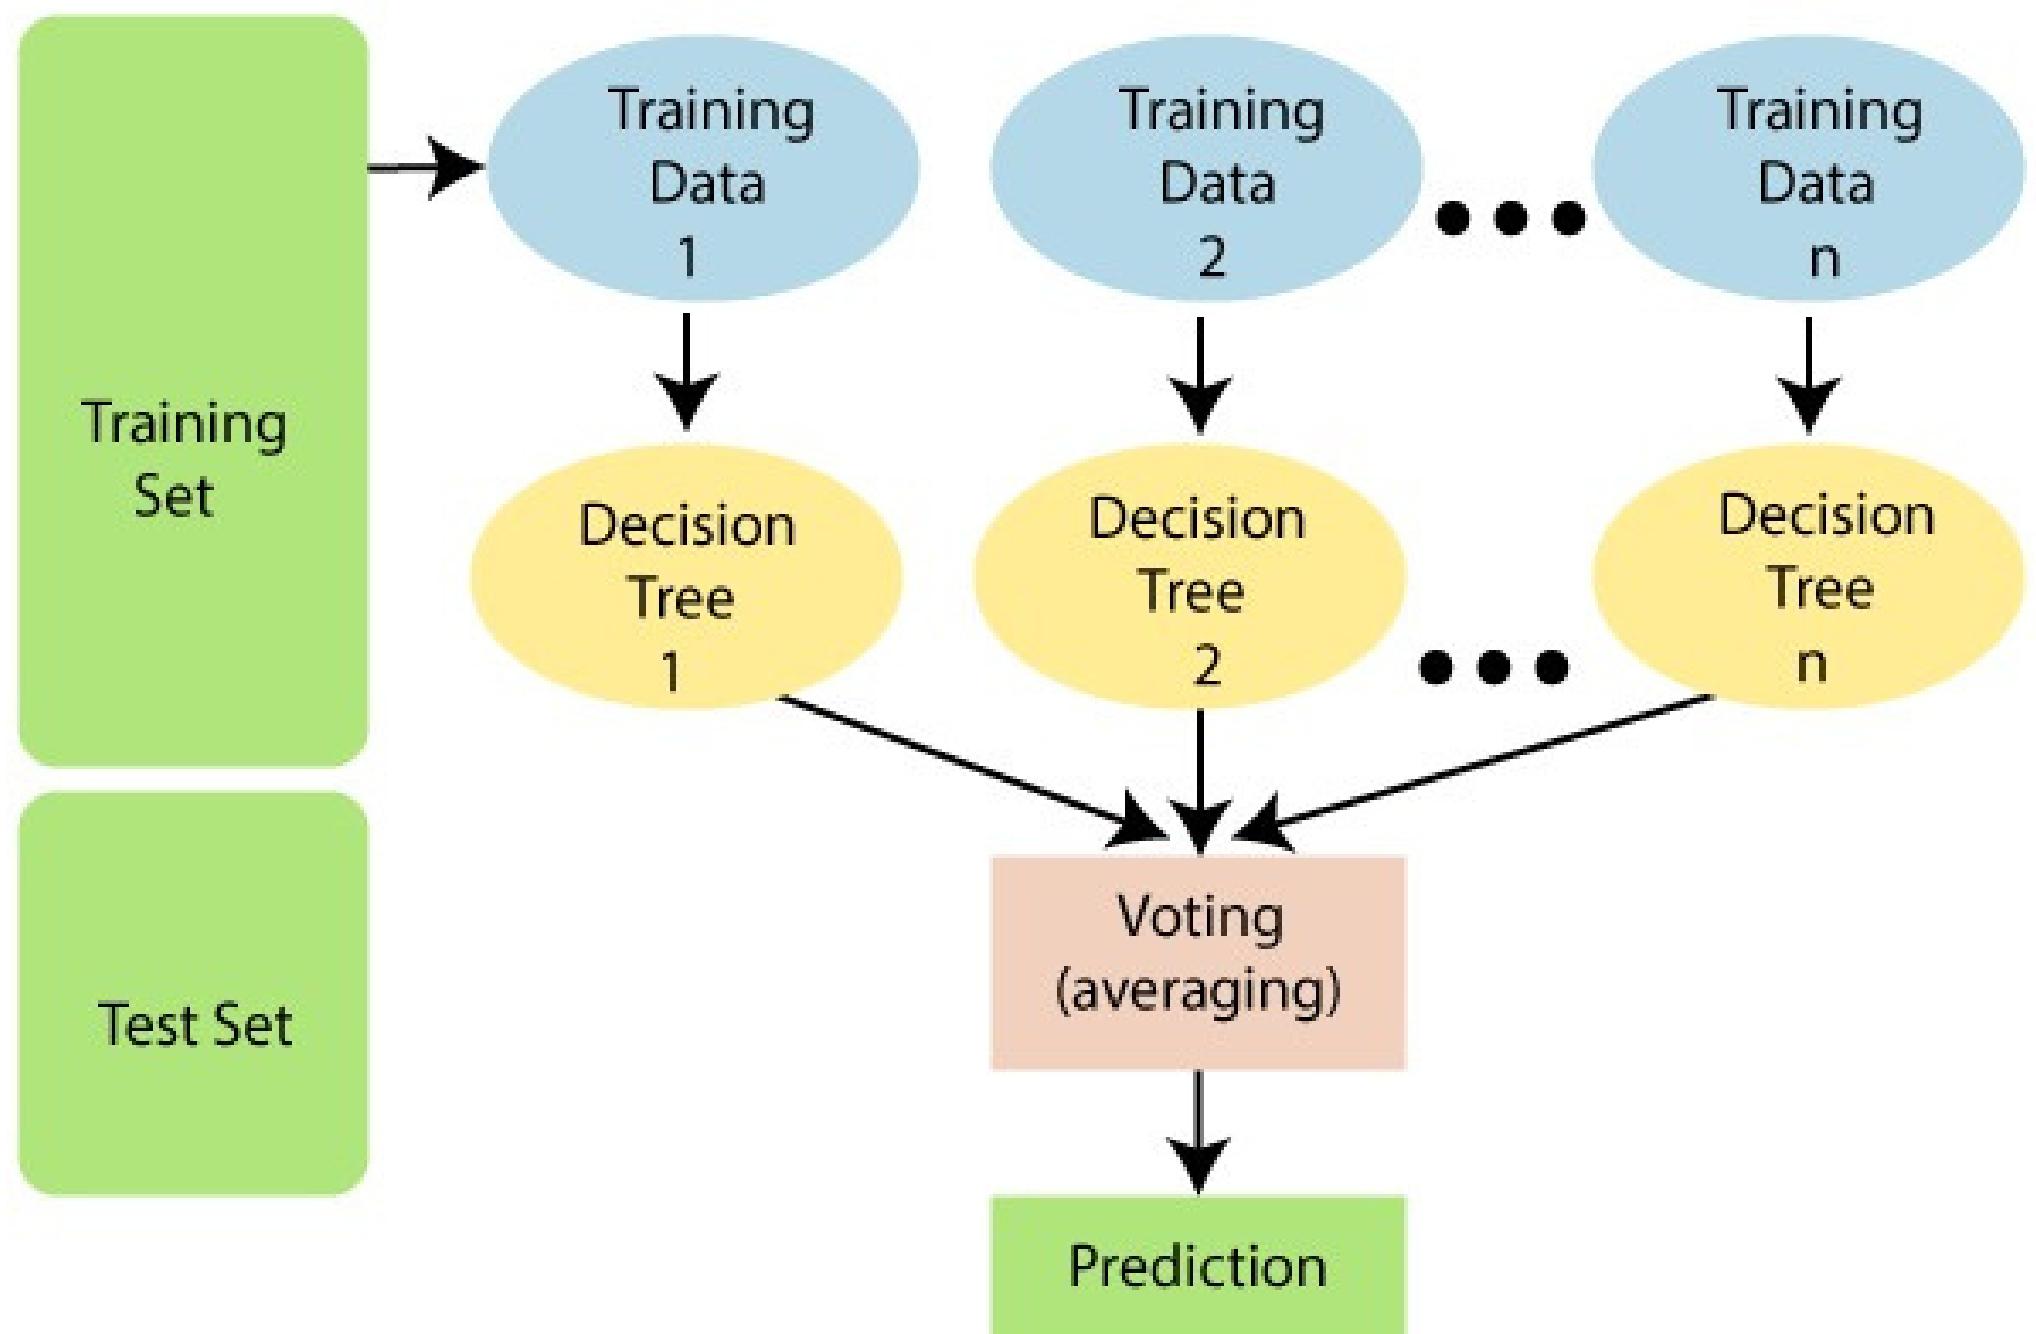 Training
Set
Test Set
Training
Data
1
Training
Data
2
Training
Data
n
Decision
Tree
1
Decision
Tree
2
Decision
Tree
n
Voting
(averaging)
Prediction